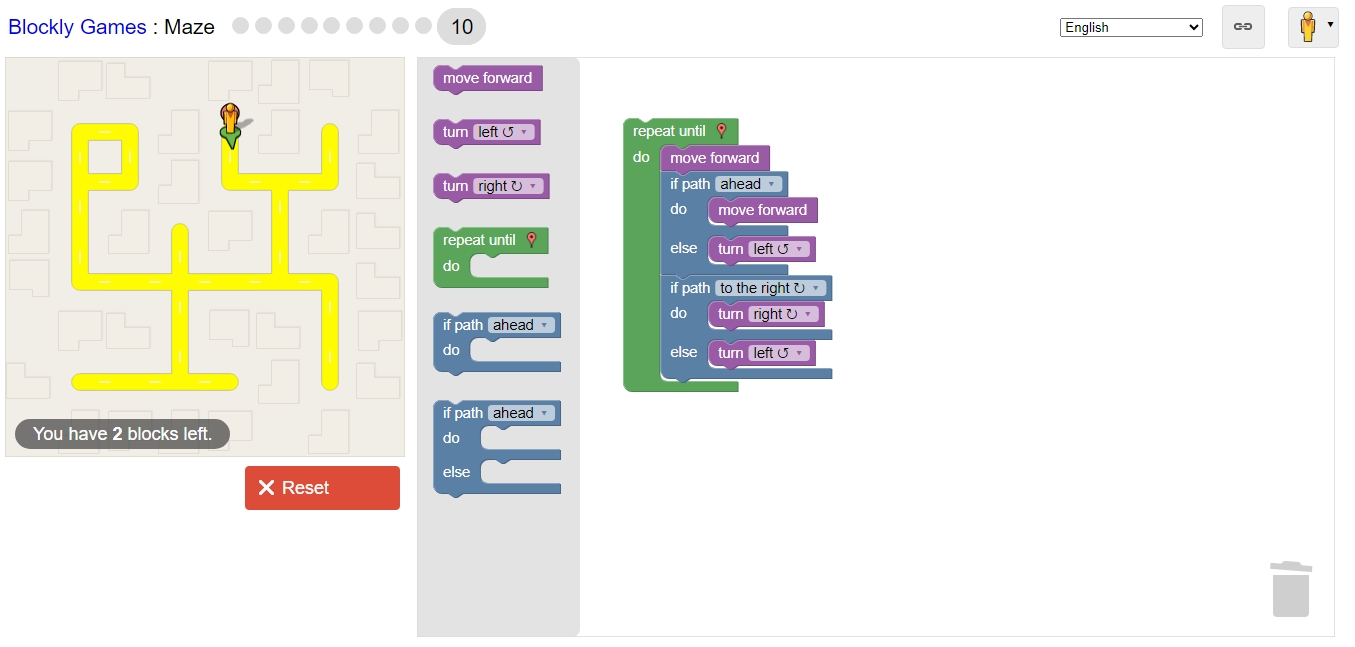 Blockly Games : Maze 10 English
You have 2 blocks left.
Reset
move forward
turn left ↺
turn right ↻
repeat until
do
if path ahead
do
if path ahead
do
else
repeat until
do
move forward
if path ahead
do
move forward
else
turn left ↺
if path to the right ↻
do
turn right ↻
else
turn left ↺